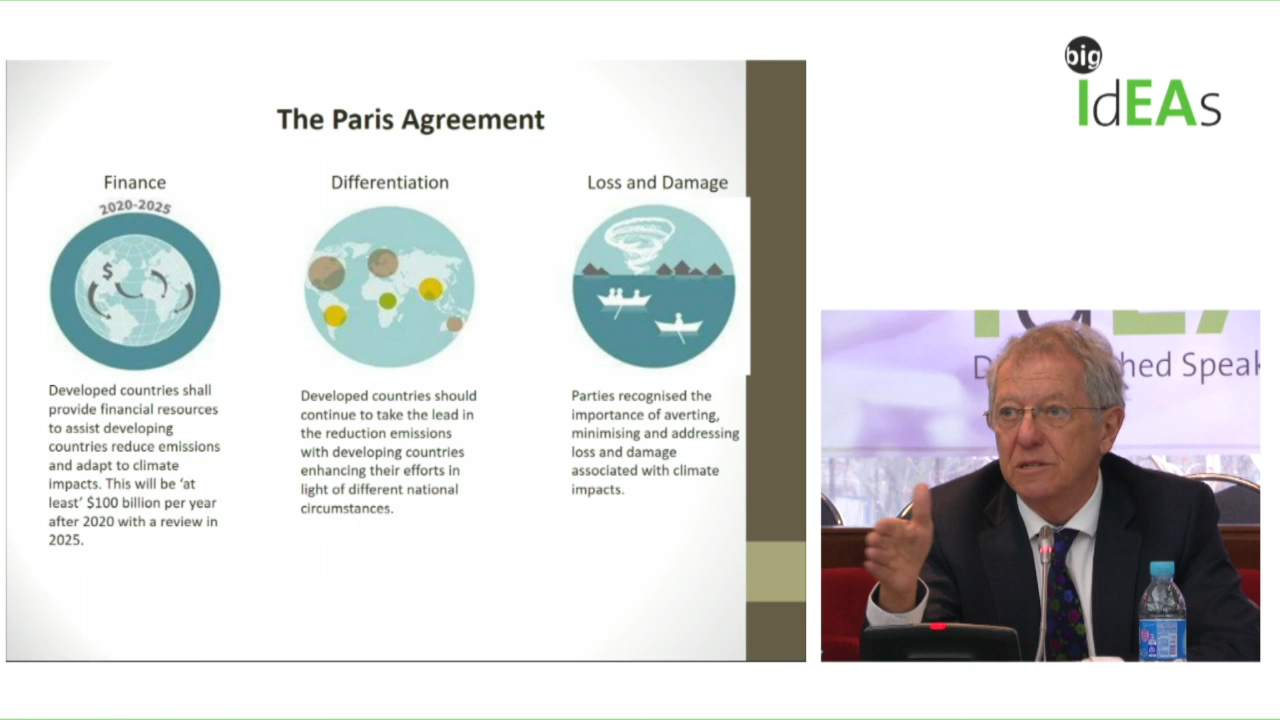 big
IdEAs
The Paris Agreement
Finance
2020-2025
$
Developed countries shall
provide financial resources
to assist developing
countries reduce emissions
and adapt to climate
impacts. This will be ‘at
least’ $100 billion per year
after 2020 with a review in
2025.
Differentiation
Developed countries should
continue to take the lead in
the reduction emissions
with developing countries
enhancing their efforts in
light of different national
circumstances.
Loss and Damage
Parties recognised the
importance of averting,
minimising and addressing
loss and damage
associated with climate
impacts.